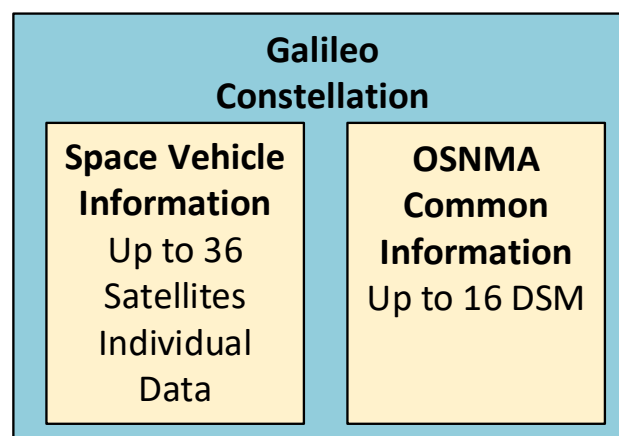 Galileo
Constellation
Space Vehicle
Information
Up to 36
Satellites
Individual
Data
OSNMA
Common
Information
Up to 16 DSM